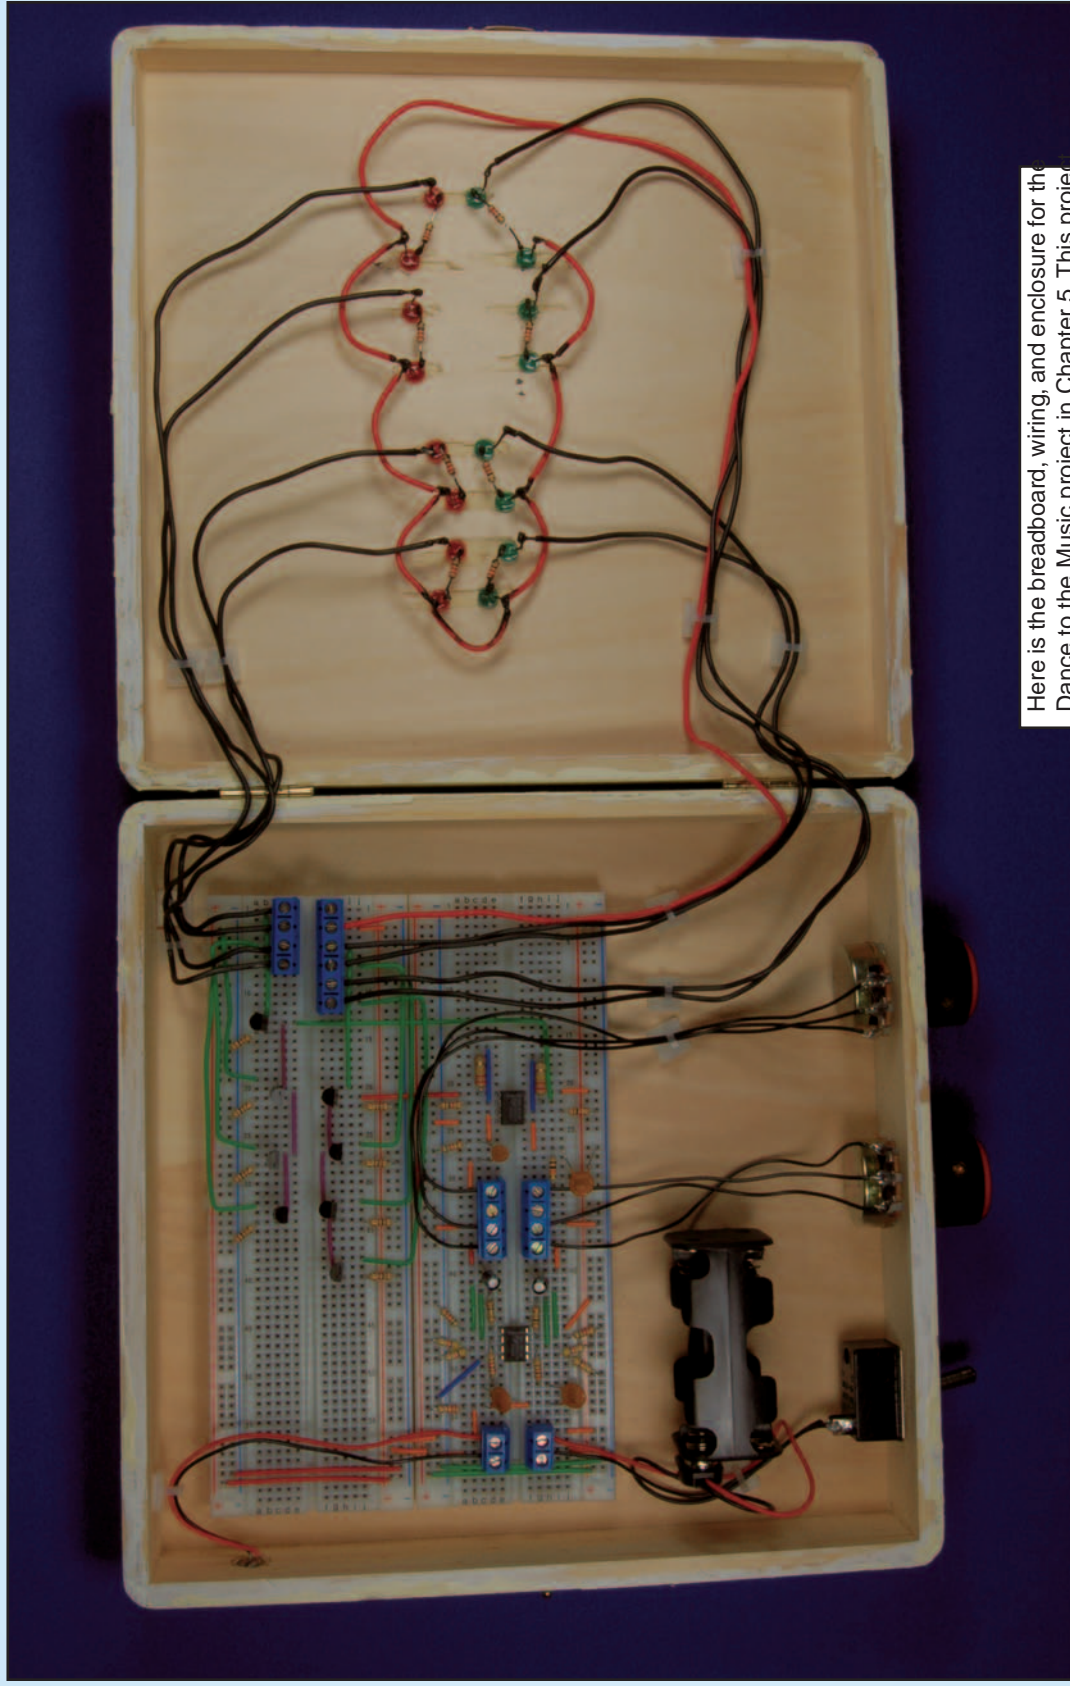 Here is the breadboard, wiring, and enclosure for the
Dance to the Music project in Chapter 5. This project